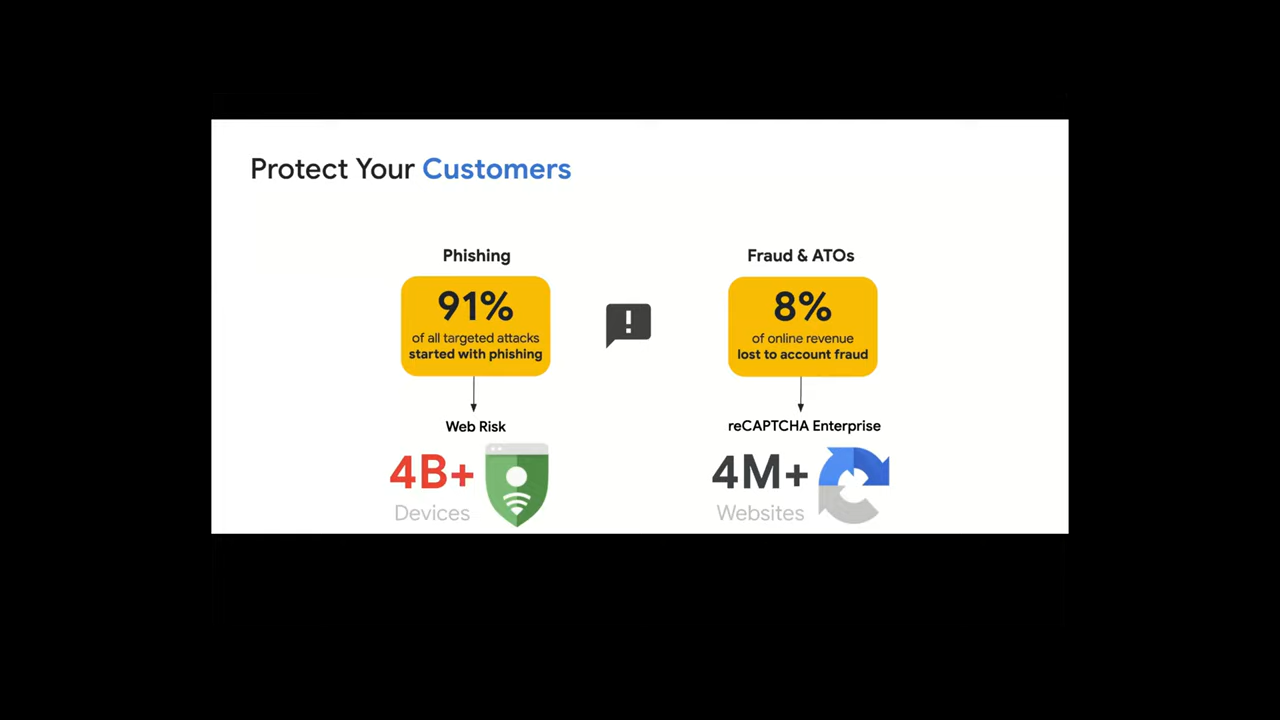 Protect Your Customers
Phishing
91%
of all targeted attacks
started with phishing
Web Risk
4B+
Devices
!
Fraud & ATOs
8%
of online revenue
lost to account fraud
reCAPTCHA Enterprise
4M+
Websites